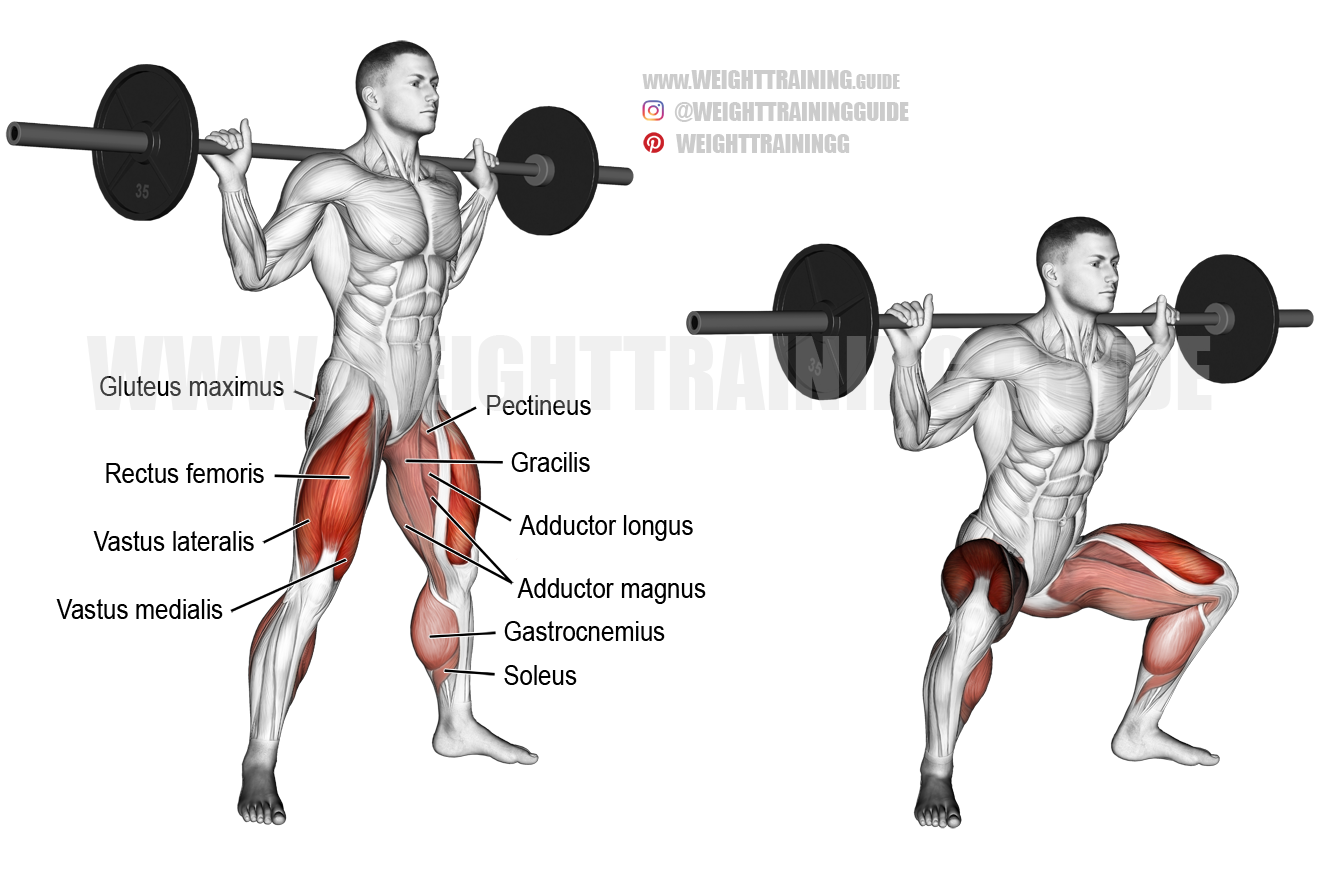 WWW.WEIGHTTRAINING.GUIDE
@WEIGHTTRAININGGUIDE
WEIGHTTRAININGG
35
35
WWW.WEIGHTTRAINING.GUIDE
Gluteus maximus
Rectus femoris
Vastus lateralis
Vastus medialis
Pectineus
Gracilis
Adductor longus
Adductor magnus
Gastrocnemius
Soleus